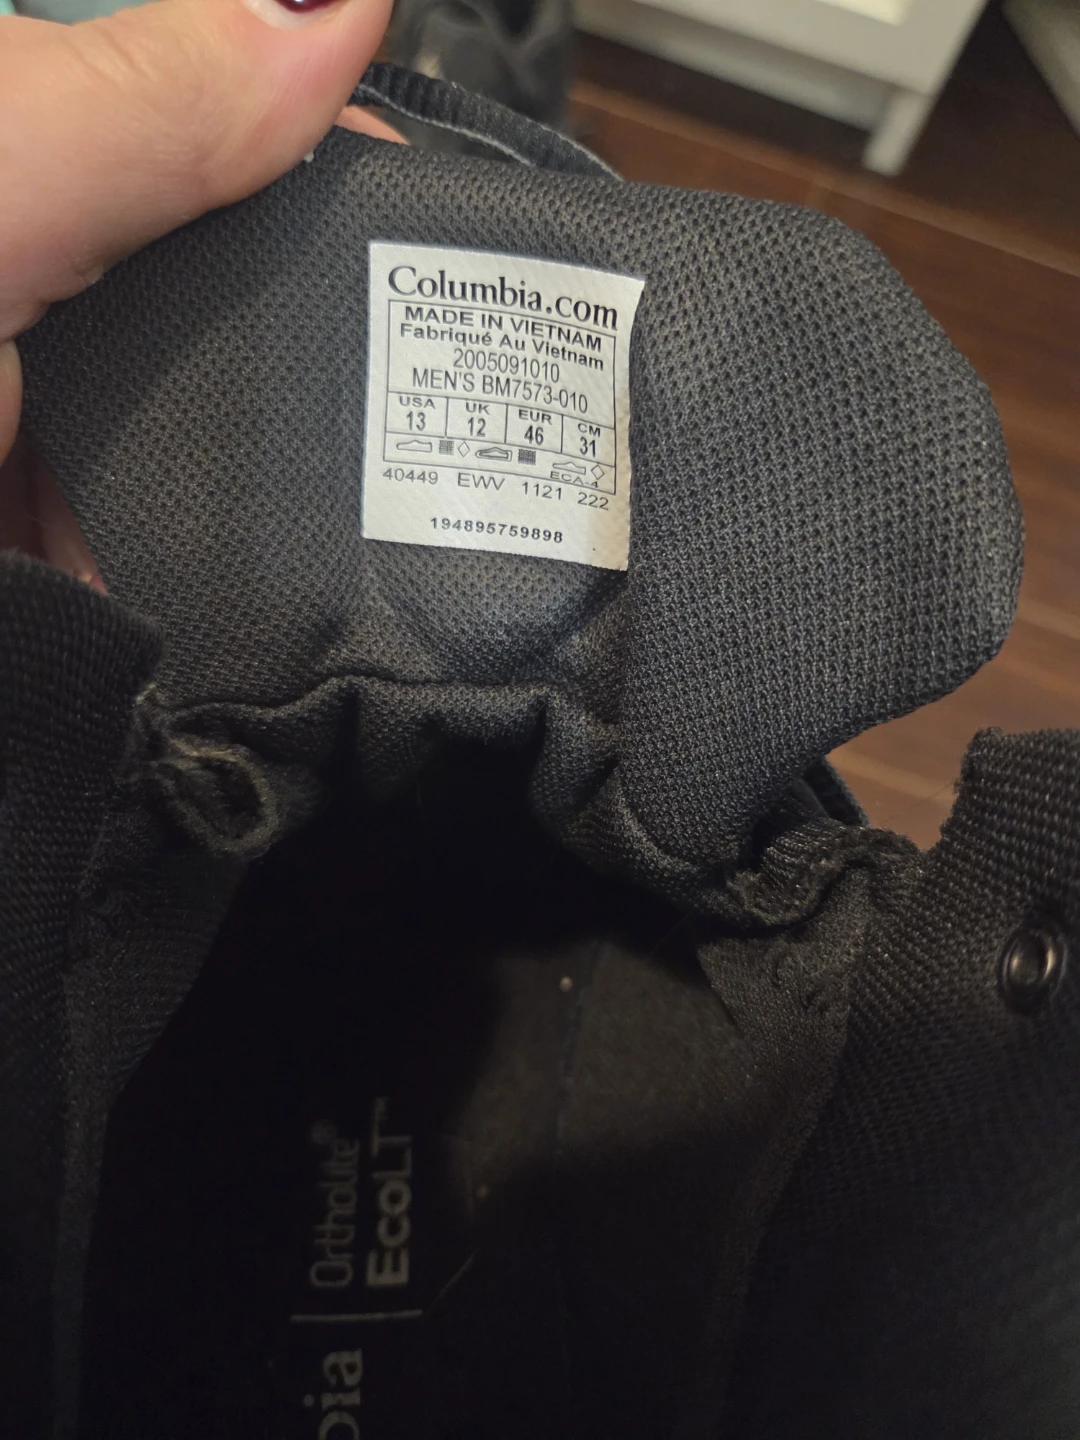 Columbia.com
MADE IN VIETNAM
Fabriqué Au Vietnam
2005091010
MEN'S BM7573-010
USA UK EUR CM
13 12 46 31
ECA-4
40449 EWV 1121 222
194895759898
bia | Ortholite®
ECOLT™